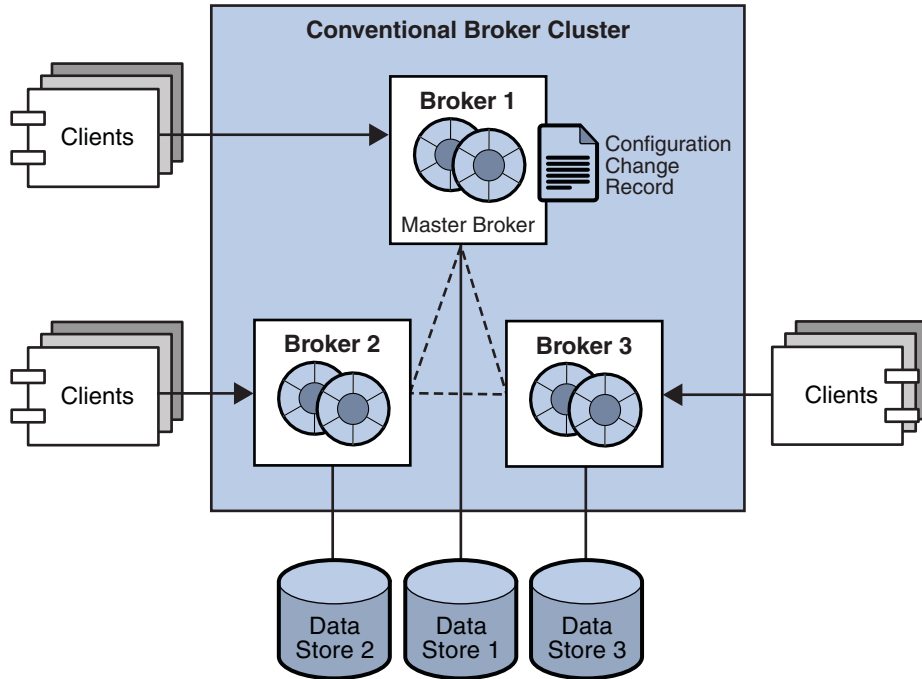 Conventional Broker Cluster
Broker 1
Clients
Configuration
Change
Record
Master Broker
Broker 2
Broker 3
Clients
Clients
Data
Store 2
Data
Store 1
Data
Store 3